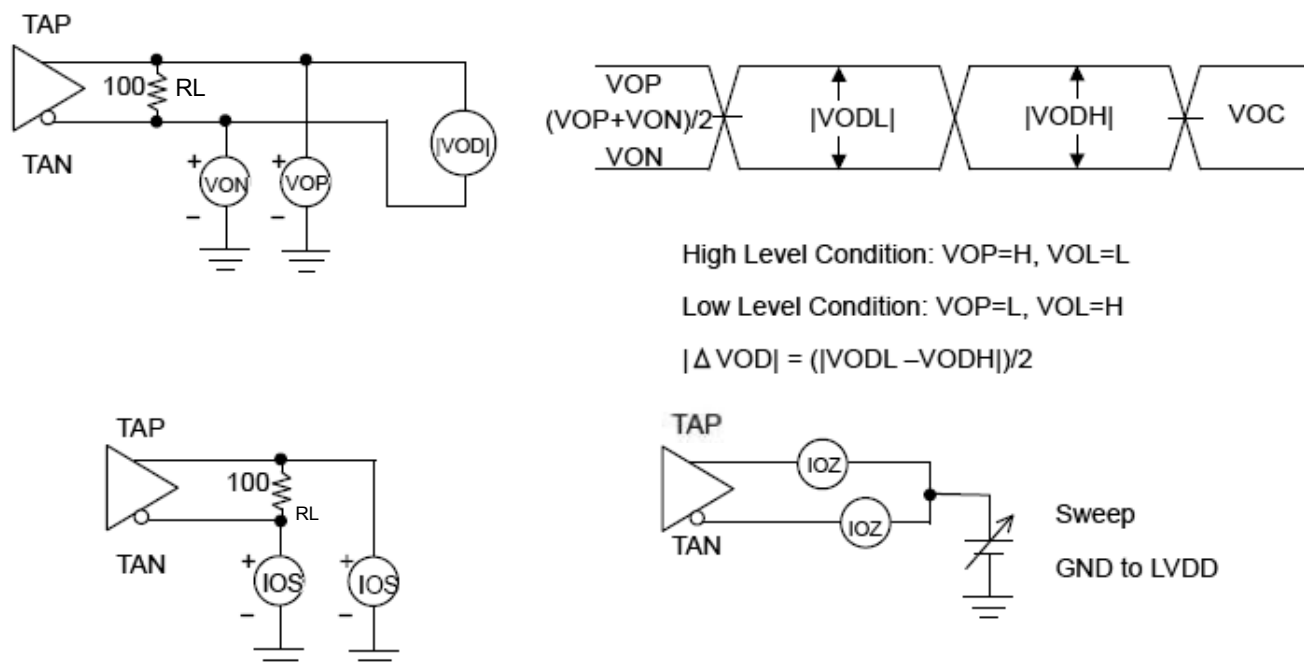 TAP
100
RL
TAN
+
VON
−
+
VOP
−
|VOD|
VOP
(VOP+VON)/2
VON
|VODL|
|VODH|
VOC
High Level Condition: VOP=H, VOL=L
Low Level Condition: VOP=L, VOL=H
|Δ VOD| = (|VODL –VODH|)/2
TAP
100
RL
TAN
+
IOS
−
+
IOS
−
TAP
IOZ
IOZ
TAN
Sweep
GND to LVDD